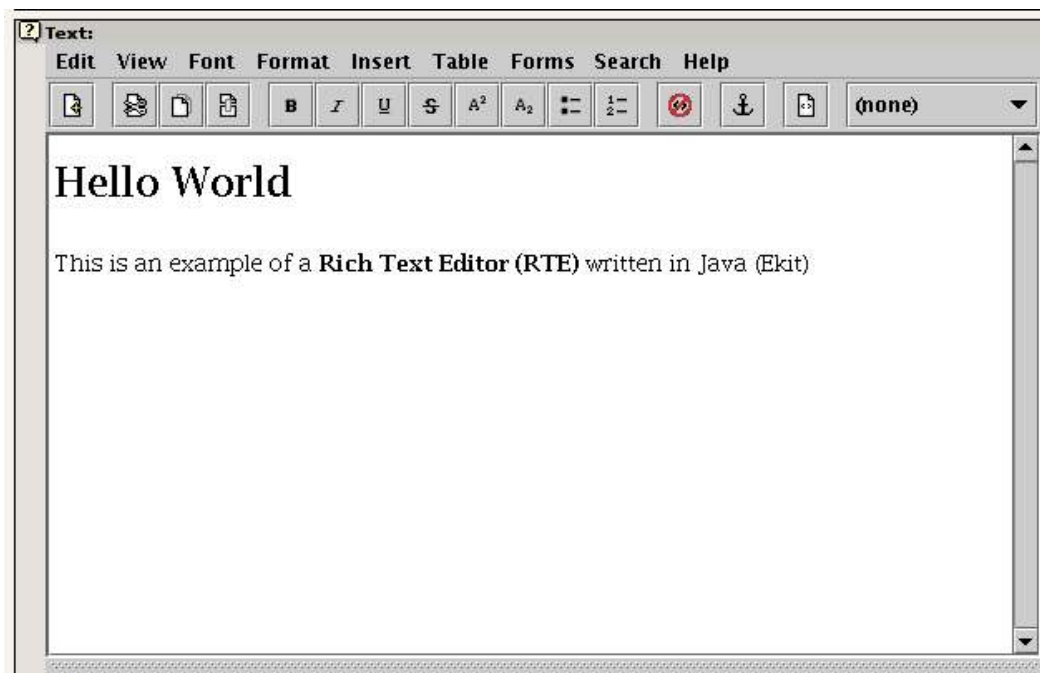 Text:
Edit View Font Format Insert Table Forms Search Help
B I U S A² A₂ (none)
Hello World
This is an example of a Rich Text Editor (RTE) written in Java (Ekit)